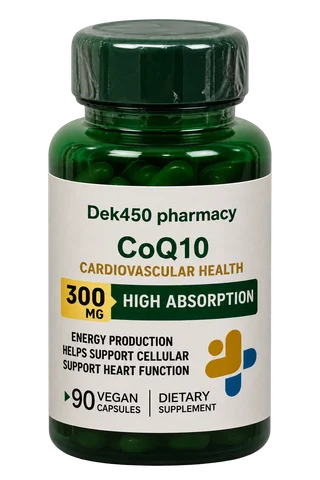 Dek450 pharmacy
CoQ10
CARDIOVASCULAR HEALTH
300 MG
HIGH ABSORPTION
ENERGY PRODUCTION
HELPS SUPPORT CELLULAR
SUPPORT HEART FUNCTION
90 VEGAN CAPSULES
DIETARY SUPPLEMENT